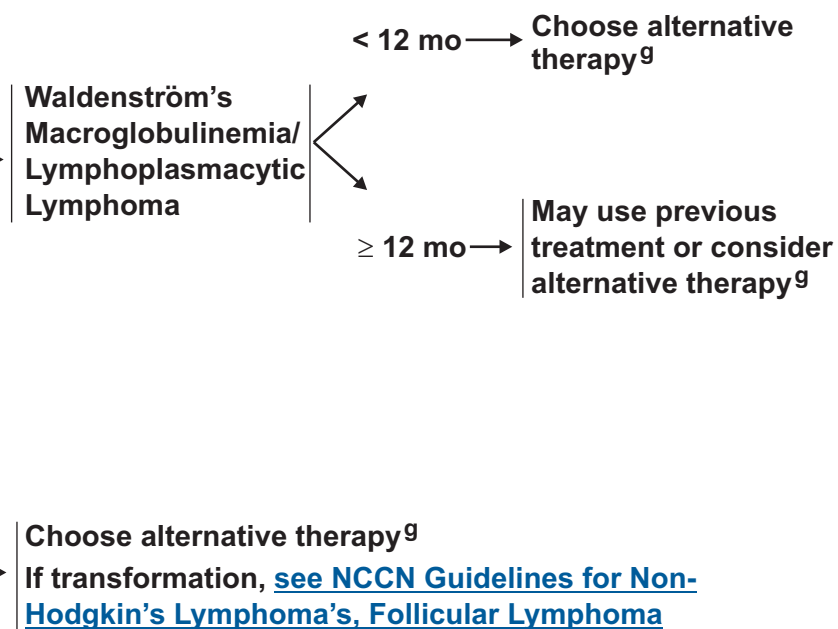 < 12 mo
Choose alternative
therapy g
Waldenström’s
Macroglobulinemia/
Lymphoplasmacytic
Lymphoma
≥ 12 mo
May use previous
treatment or consider
alternative therapy g
Choose alternative therapy g
If transformation, see NCCN Guidelines for Non-
Hodgkin’s Lymphoma’s, Follicular Lymphoma